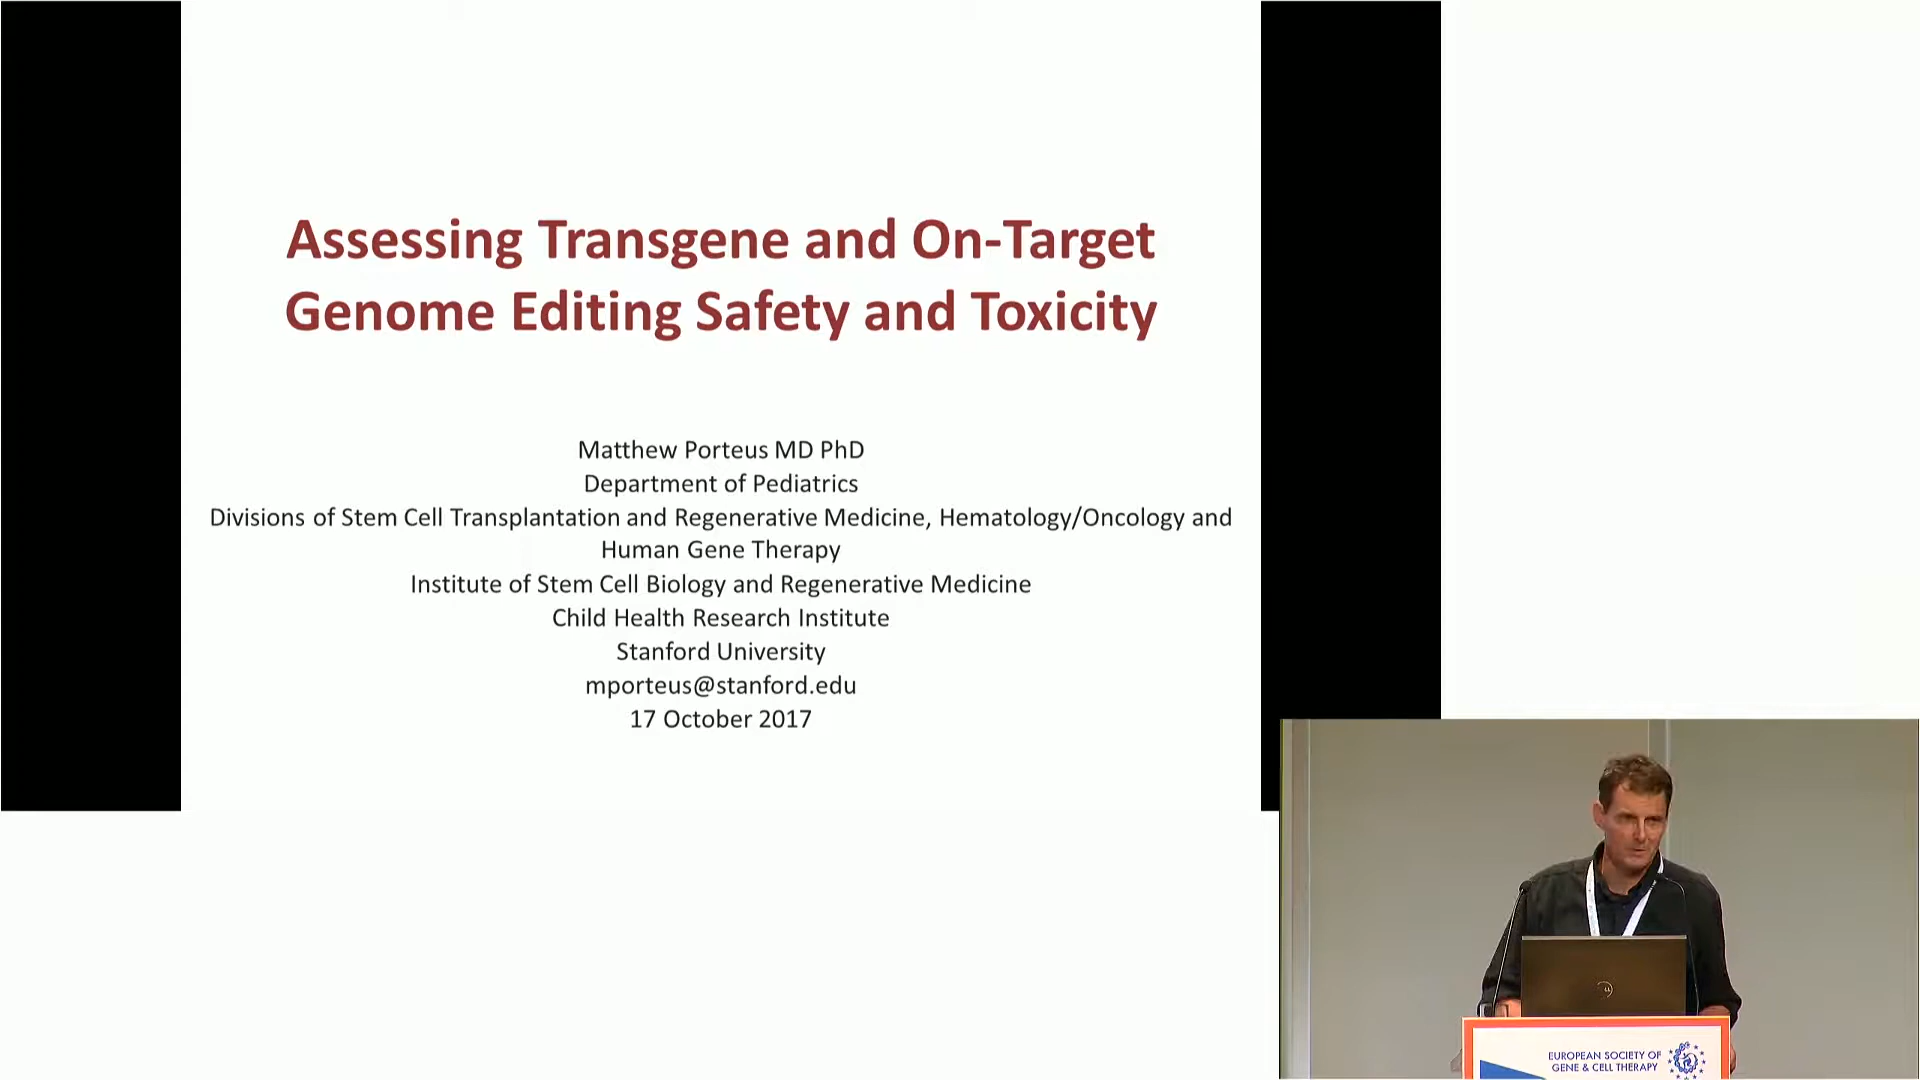 Assessing Transgene and On-Target
Genome Editing Safety and Toxicity
Matthew Porteus MD PhD
Department of Pediatrics
Divisions of Stem Cell Transplantation and Regenerative Medicine, Hematology/Oncology and
Human Gene Therapy
Institute of Stem Cell Biology and Regenerative Medicine
Child Health Research Institute
Stanford University
mporteus@stanford.edu
17 October 2017
EUROPEAN SOCIETY OF
GENE & CELL THERAPY